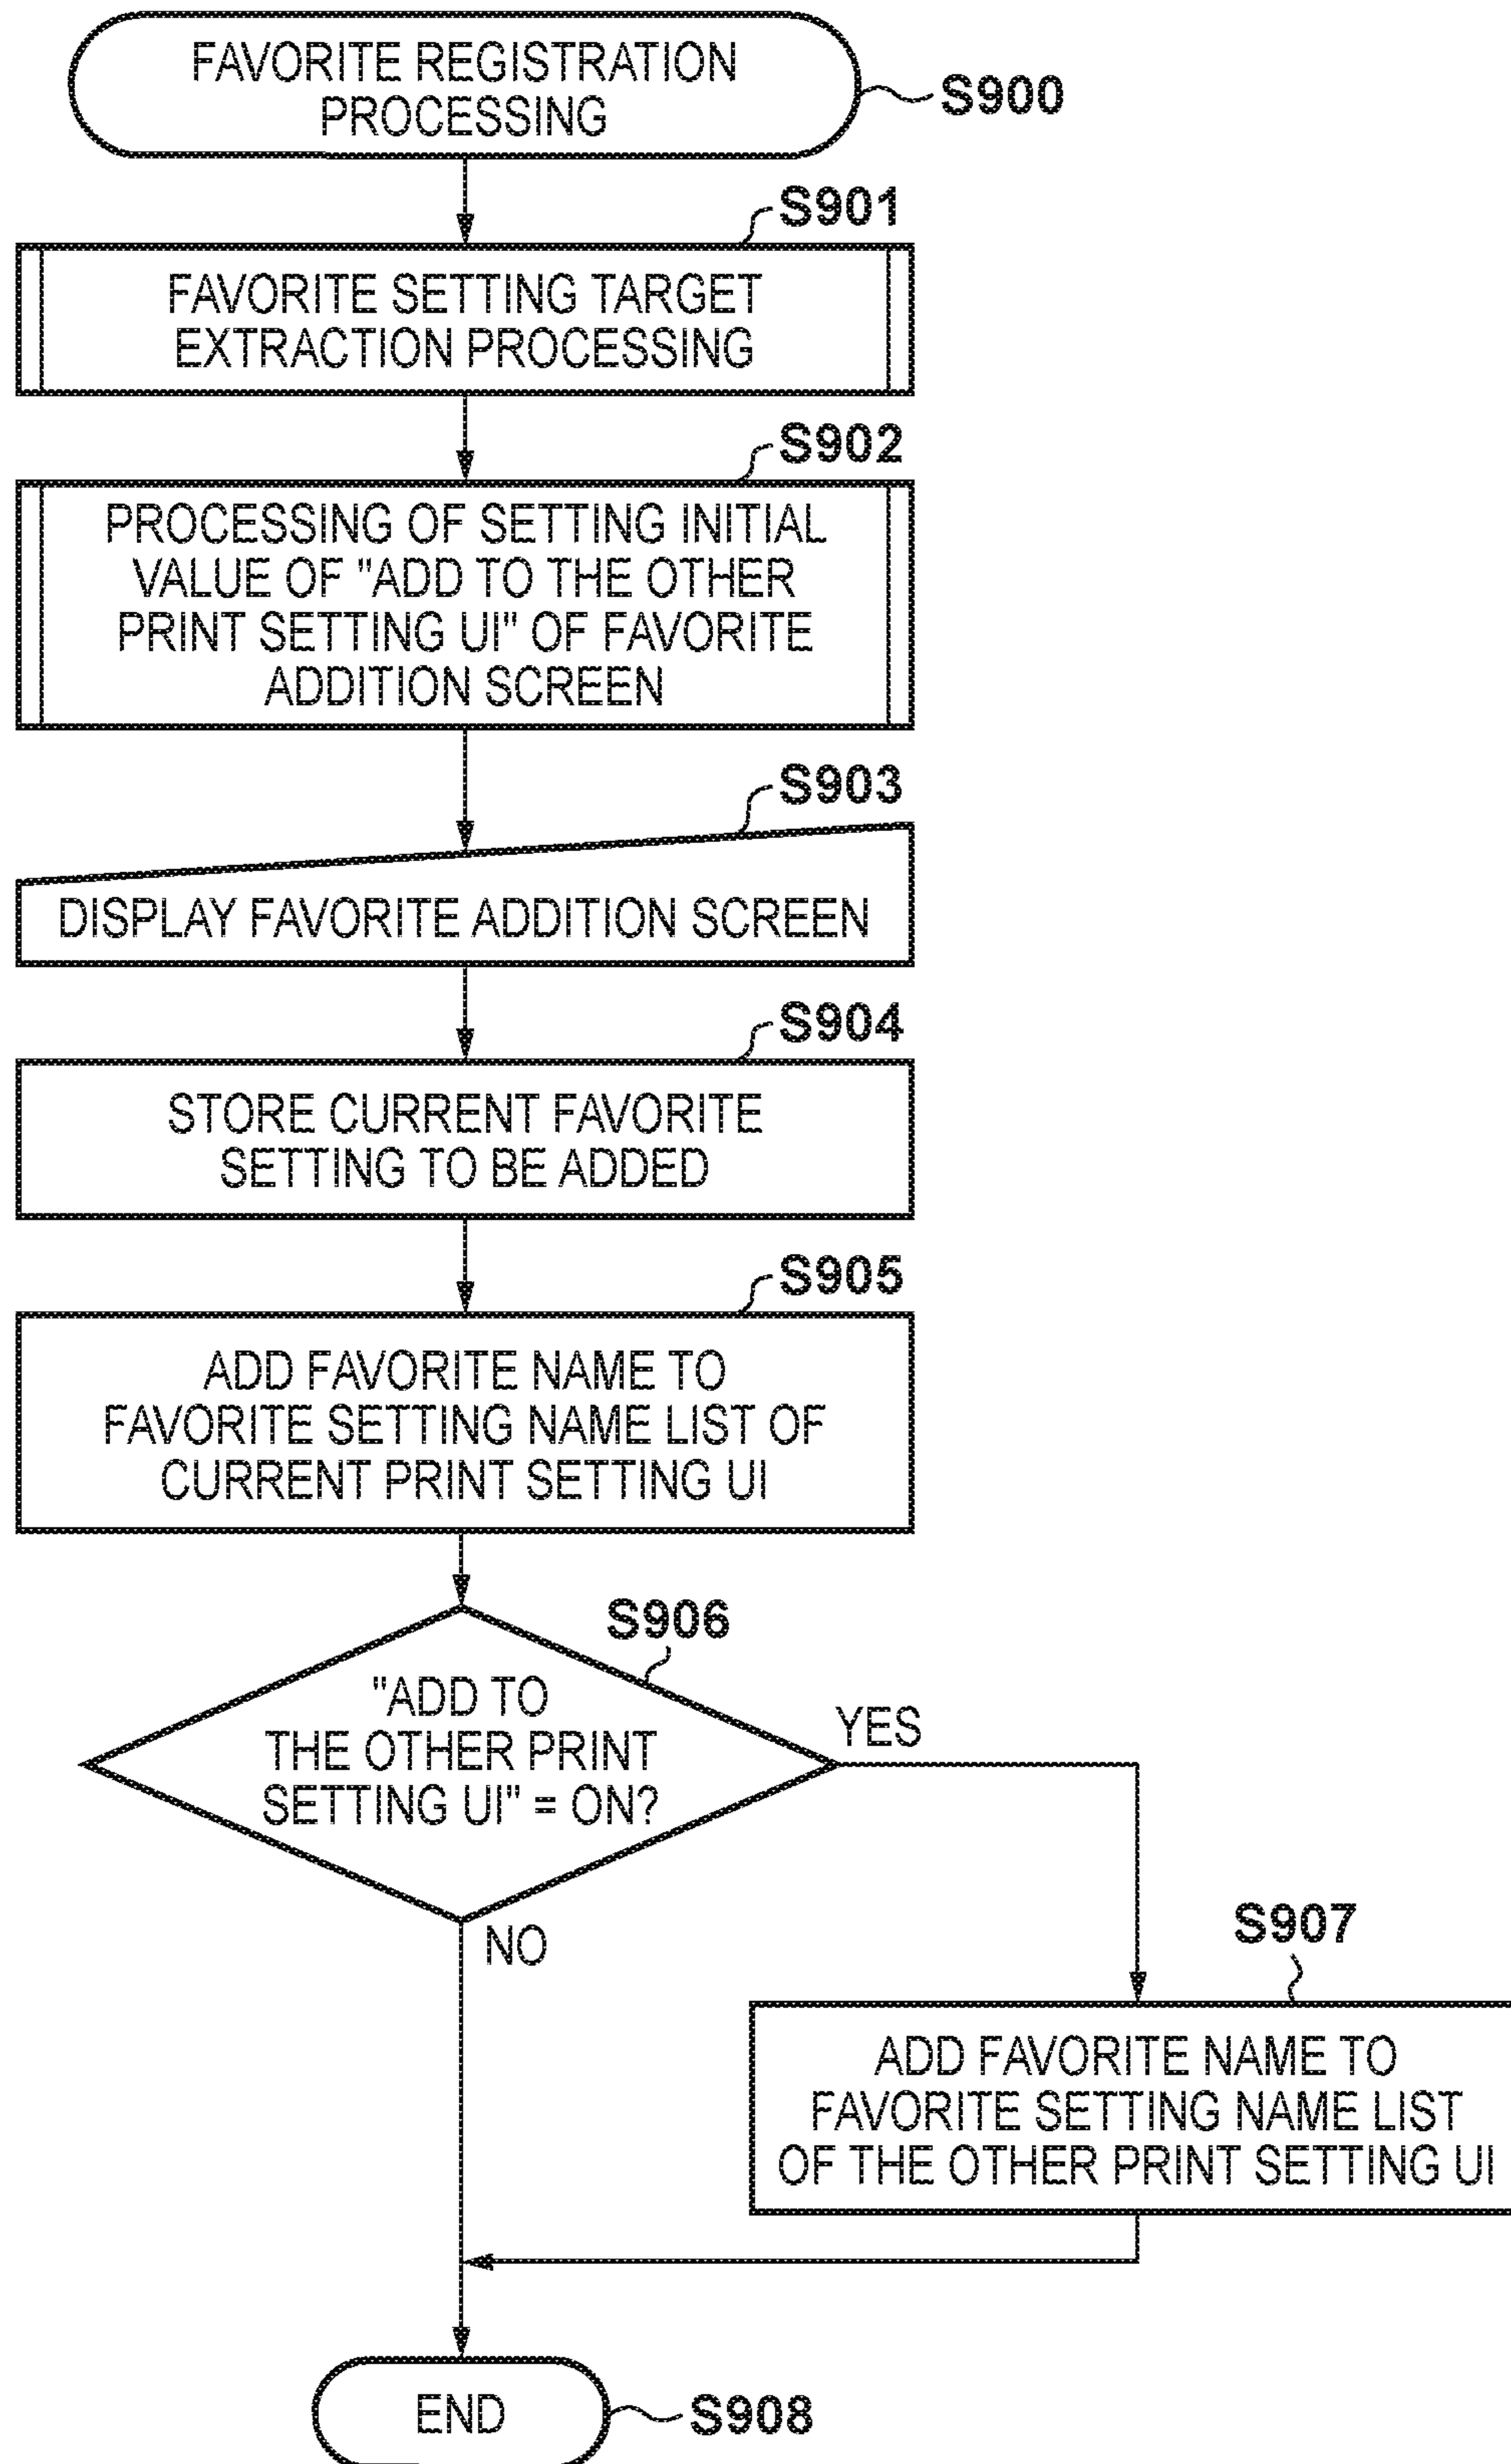 FAVORITE REGISTRATION
PROCESSING
S900
S901
FAVORITE SETTING TARGET
EXTRACTION PROCESSING
S902
PROCESSING OF SETTING INITIAL
VALUE OF "ADD TO THE OTHER
PRINT SETTING UI" OF FAVORITE
ADDITION SCREEN
S903
DISPLAY FAVORITE ADDITION SCREEN
S904
STORE CURRENT FAVORITE
SETTING TO BE ADDED
S905
ADD FAVORITE NAME TO
FAVORITE SETTING NAME LIST OF
CURRENT PRINT SETTING UI
S906
"ADD TO
THE OTHER PRINT
SETTING UI" = ON?
YES
NO
S907
ADD FAVORITE NAME TO
FAVORITE SETTING NAME LIST
OF THE OTHER PRINT SETTING UI
END
S908